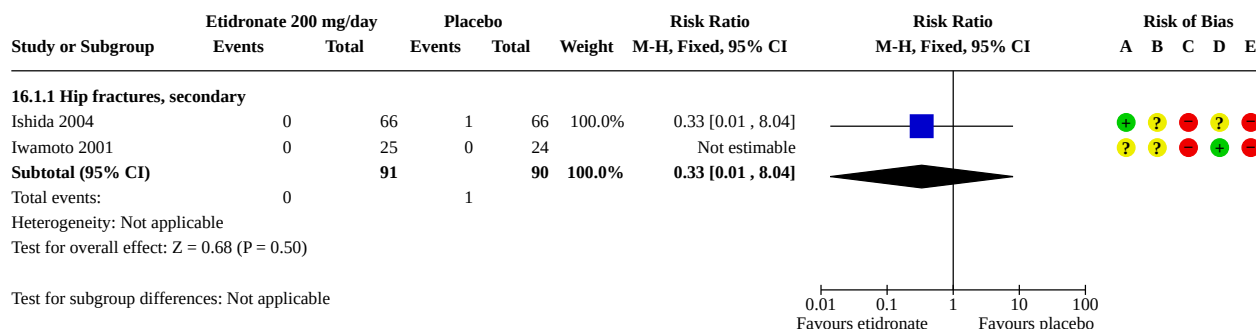 Etidronate 200 mg/day Placebo Risk Ratio Risk Ratio Risk of Bias
Study or Subgroup Events Total Events Total Weight M-H, Fixed, 95% CI M-H, Fixed, 95% CI A B C D E
16.1.1 Hip fractures, secondary
Ishida 2004 0 66 1 66 100.0% 0.33 [0.01 , 8.04] + ? − ? −
Iwamoto 2001 0 25 0 24 Not estimable ? ? − + −
Subtotal (95% CI) 91 90 100.0% 0.33 [0.01 , 8.04]
Total events: 0 1
Heterogeneity: Not applicable
Test for overall effect: Z = 0.68 (P = 0.50)
Test for subgroup differences: Not applicable
0.01 0.1 1 10 100
Favours etidronate Favours placebo